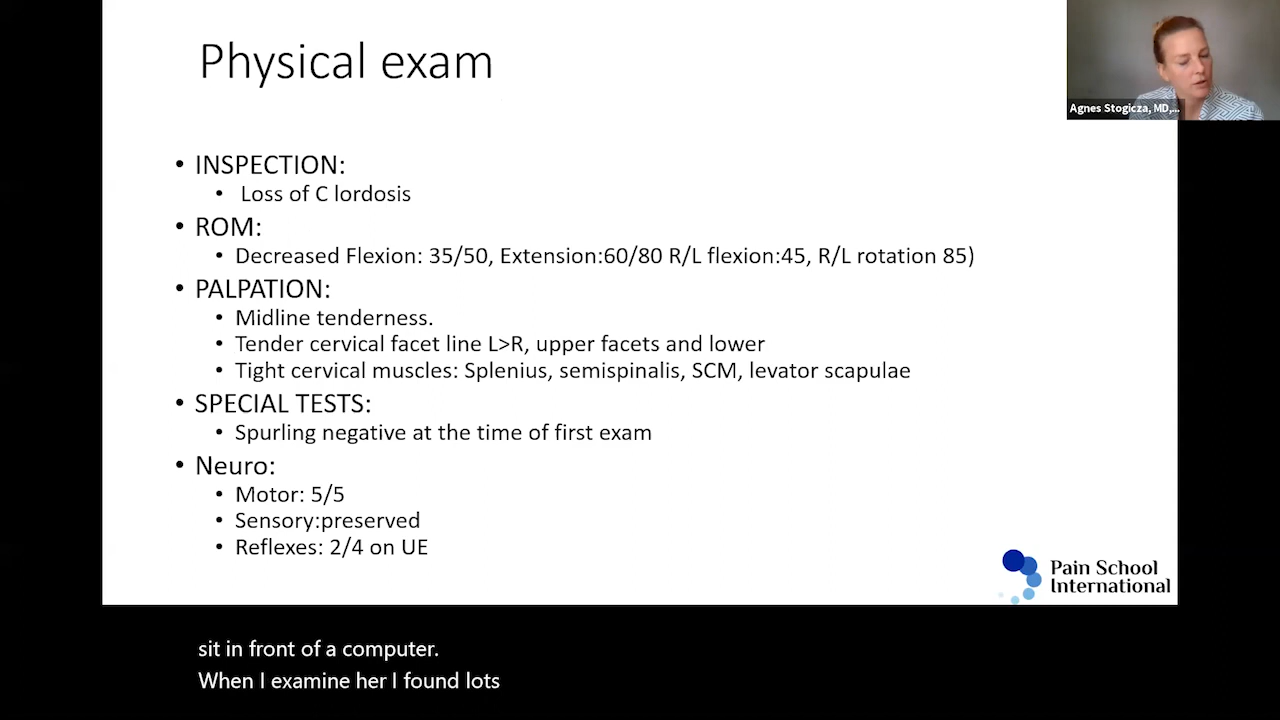 Physical exam
Agnes Stogicza, MD,...
• INSPECTION:
• Loss of C lordosis
• ROM:
• Decreased Flexion: 35/50, Extension:60/80 R/L flexion:45, R/L rotation 85)
• PALPATION:
• Midline tenderness.
• Tender cervical facet line L>R, upper facets and lower
• Tight cervical muscles: Splenius, semispinalis, SCM, levator scapulae
• SPECIAL TESTS:
• Spurling negative at the time of first exam
• Neuro:
• Motor: 5/5
• Sensory:preserved
• Reflexes: 2/4 on UE
Pain School
International
sit in front of a computer.
When I examine her I found lots